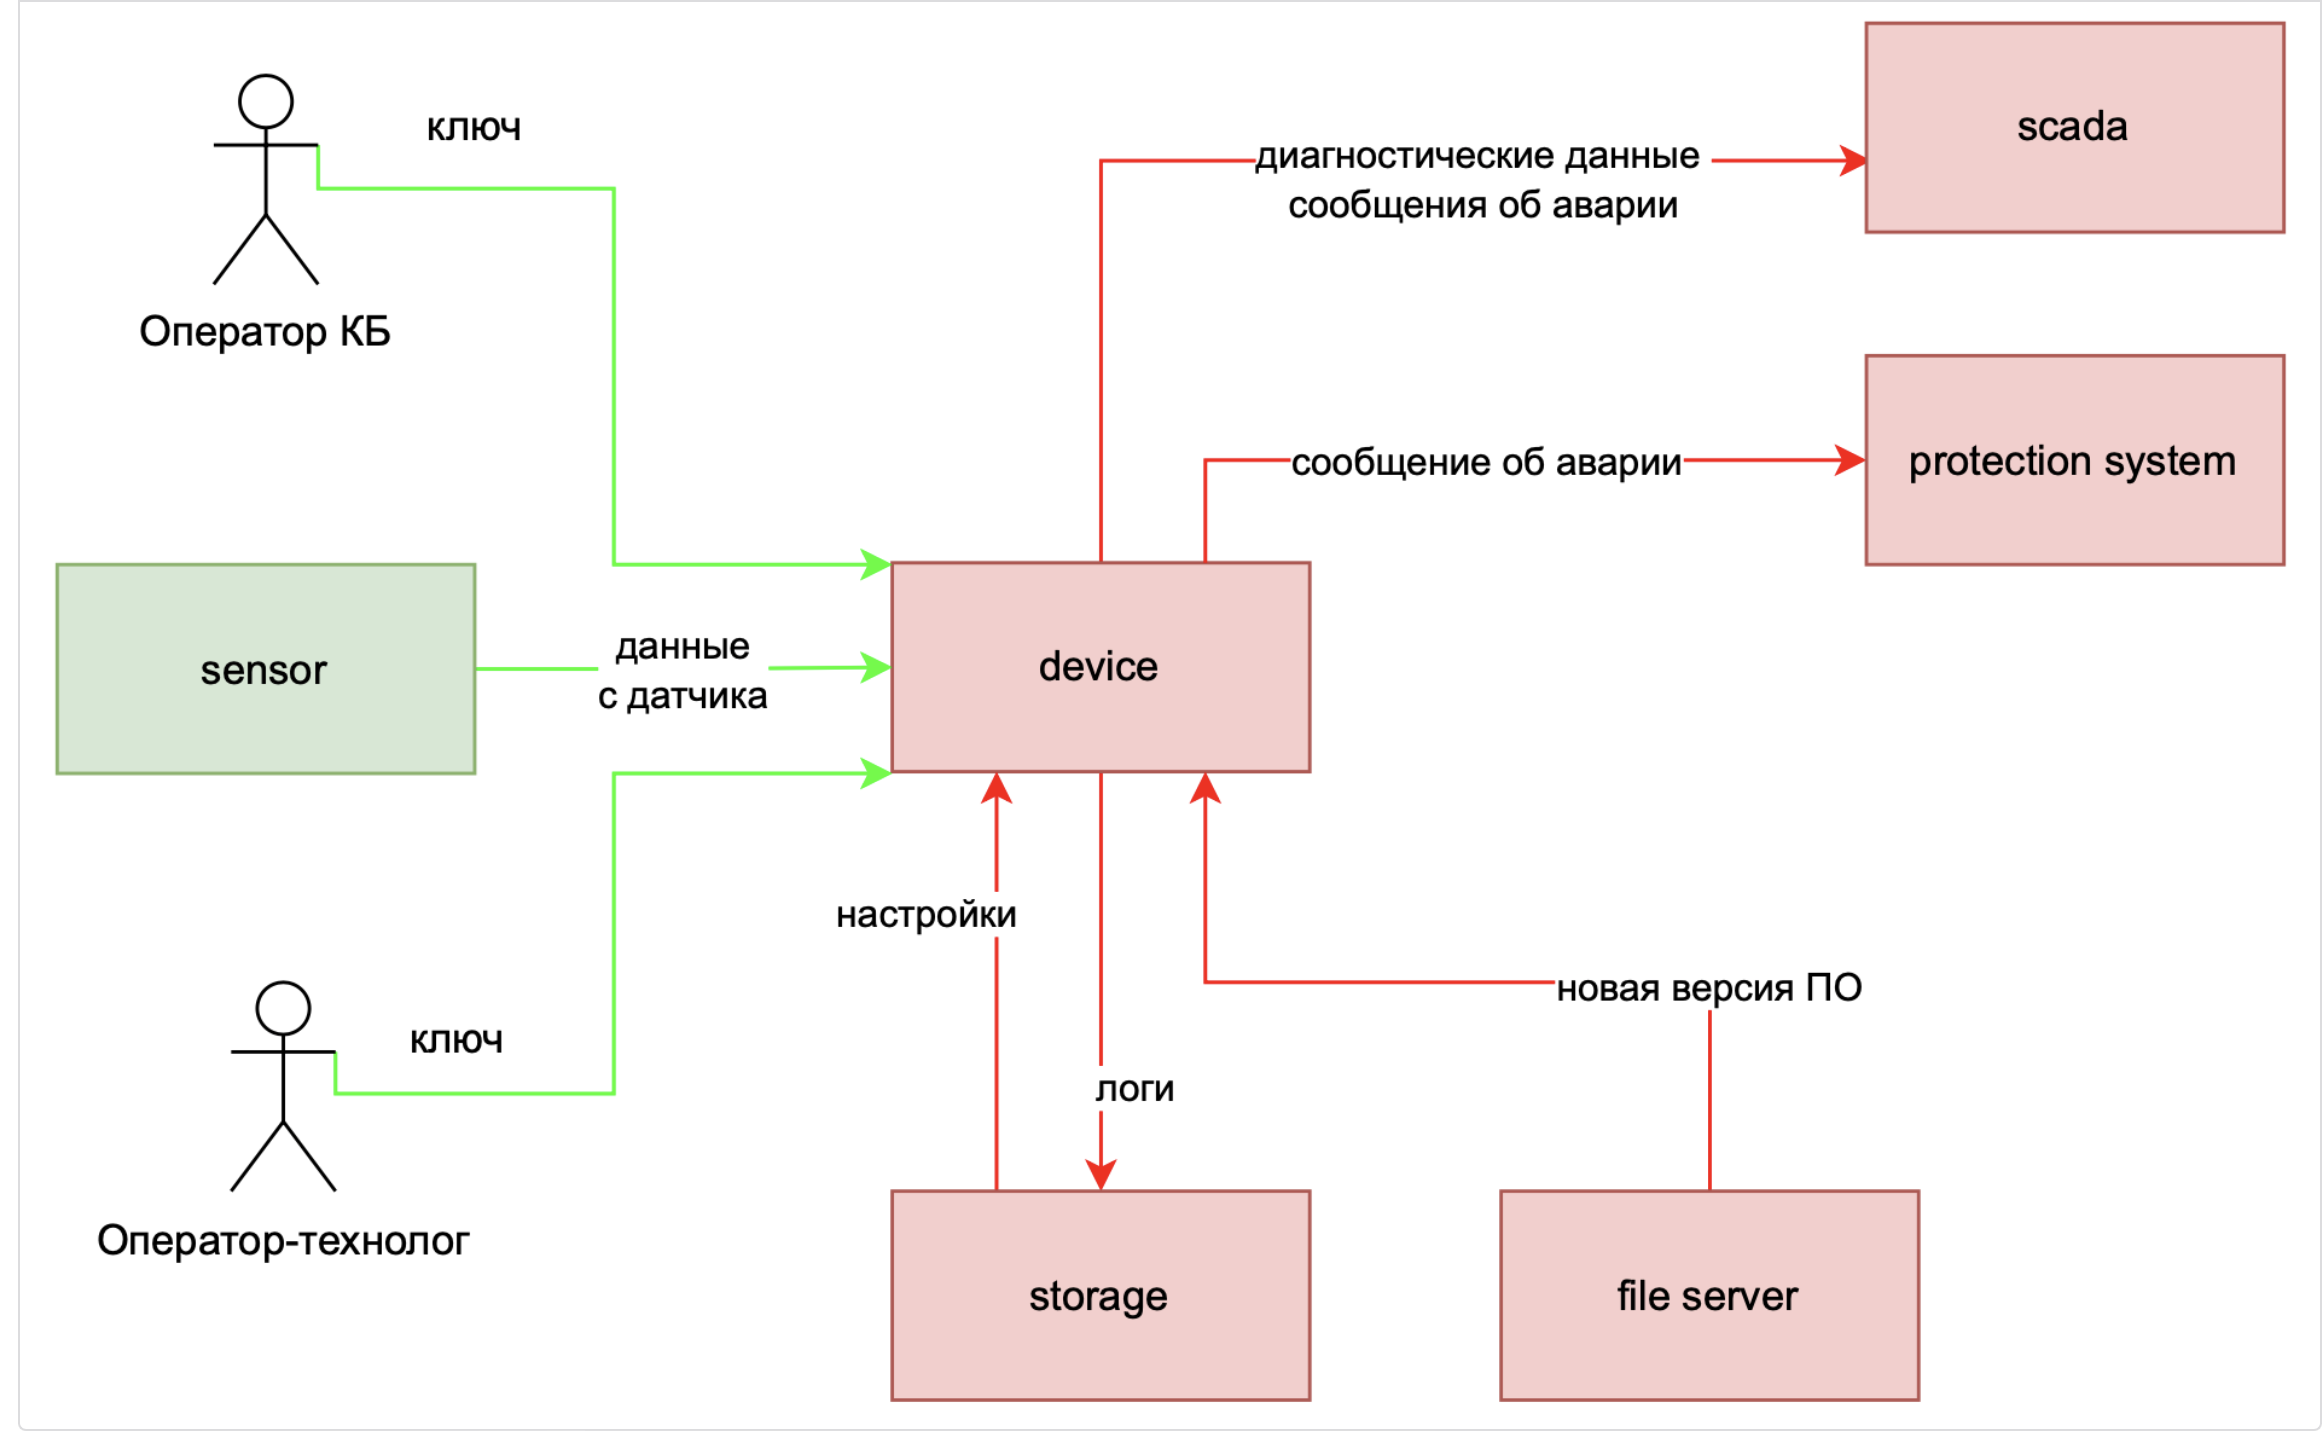 ключ
scada
диагностические данные
сообщения об аварии
Оператор КБ
protection system
сообщение об аварии
sensor
данные
с датчика
device
настройки
новая версия ПО
ключ
логи
Оператор-технолог
storage
file server